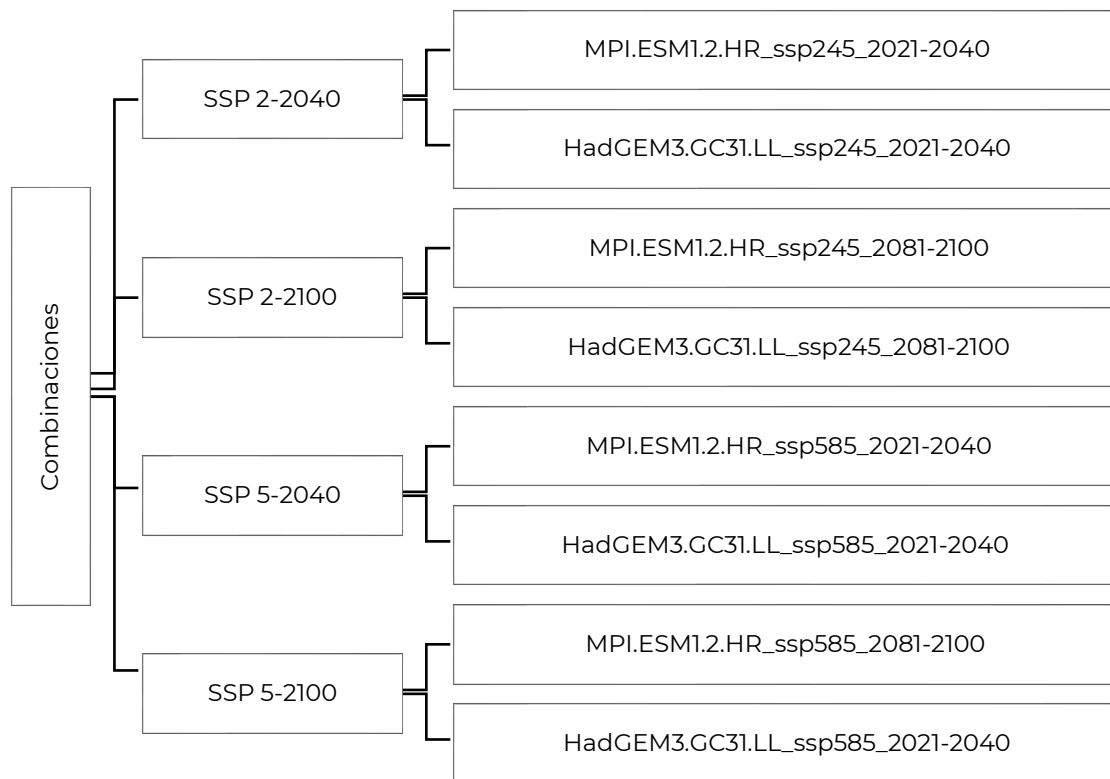 Combinaciones
SSP 2-2040
MPI.ESM1.2.HR_ssp245_2021-2040
HadGEM3.GC31.LL_ssp245_2021-2040
SSP 2-2100
MPI.ESM1.2.HR_ssp245_2081-2100
HadGEM3.GC31.LL_ssp245_2081-2100
SSP 5-2040
MPI.ESM1.2.HR_ssp585_2021-2040
HadGEM3.GC31.LL_ssp585_2021-2040
SSP 5-2100
MPI.ESM1.2.HR_ssp585_2081-2100
HadGEM3.GC31.LL_ssp585_2021-2040